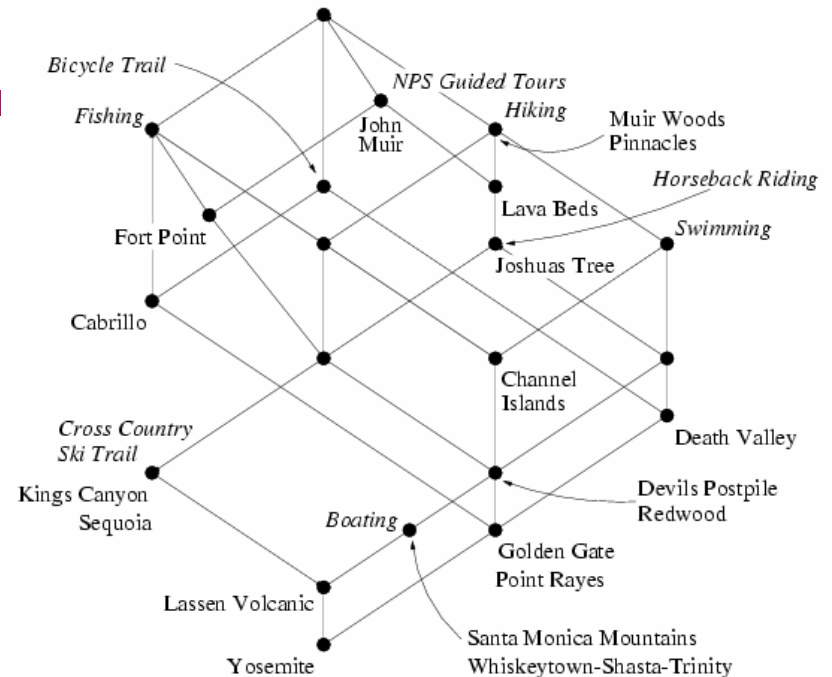 Bicycle Trail
NPS Guided Tours
Fishing
John
Muir
Hiking
Muir Woods
Pinnacles
Horseback Riding
Lava Beds
Fort Point
Swimming
Joshuas Tree
Cabrillo
Channel
Islands
Cross Country
Ski Trail
Death Valley
Kings Canyon
Sequoia
Devils Postpile
Redwood
Boating
Golden Gate
Point Rayes
Lassen Volcanic
Santa Monica Mountains
Whiskeytown-Shasta-Trinity
Yosemite